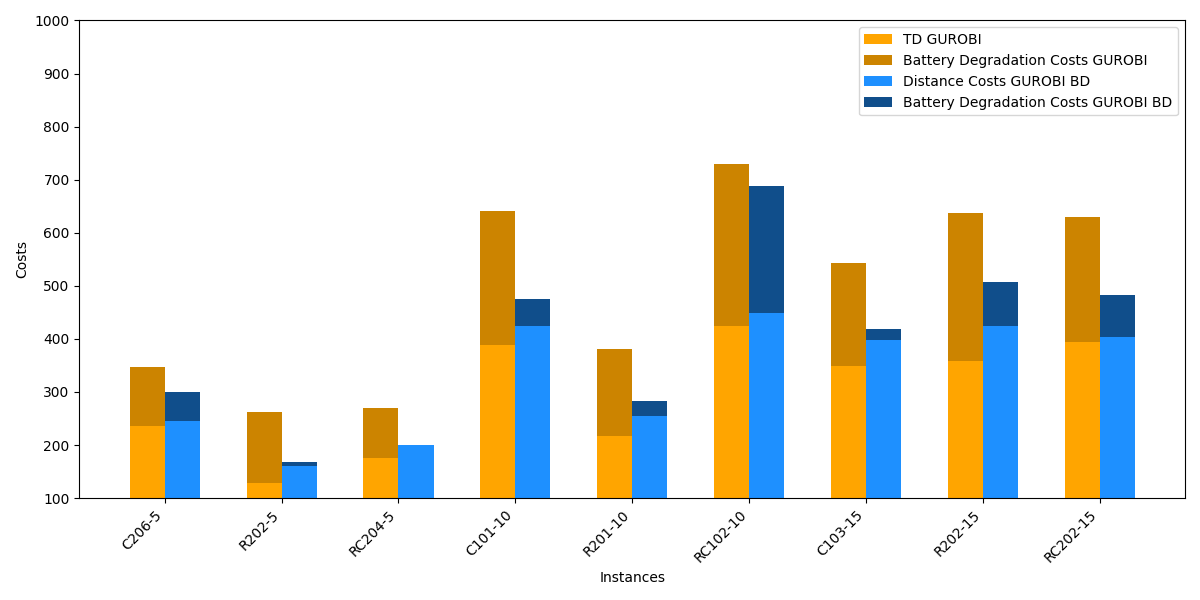 1000
900
800
700
600
500
400
300
200
100
Costs
TD GUROBI
Battery Degradation Costs GUROBI
Distance Costs GUROBI BD
Battery Degradation Costs GUROBI BD
C206-5
R202-5
RC204-5
C101-10
R201-10
RC102-10
C103-15
R202-15
RC202-15
Instances